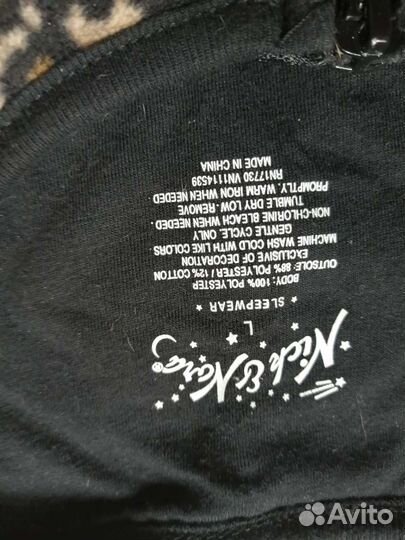 Nick & Nora®
L
★ SLEEPWEAR ★
BODY: 100% POLYESTER
OUTSOLE: 88% POLYESTER / 12% COTTON
EXCLUSIVE OF DECORATION
MACHINE WASH COLD WITH LIKE COLORS.
GENTLE CYCLE. ONLY
NON-CHLORINE BLEACH WHEN NEEDED.
TUMBLE DRY LOW. REMOVE
PROMPTLY. WARM IRON WHEN NEEDED
RN17730 VN1114539
MADE IN CHINA
Avito